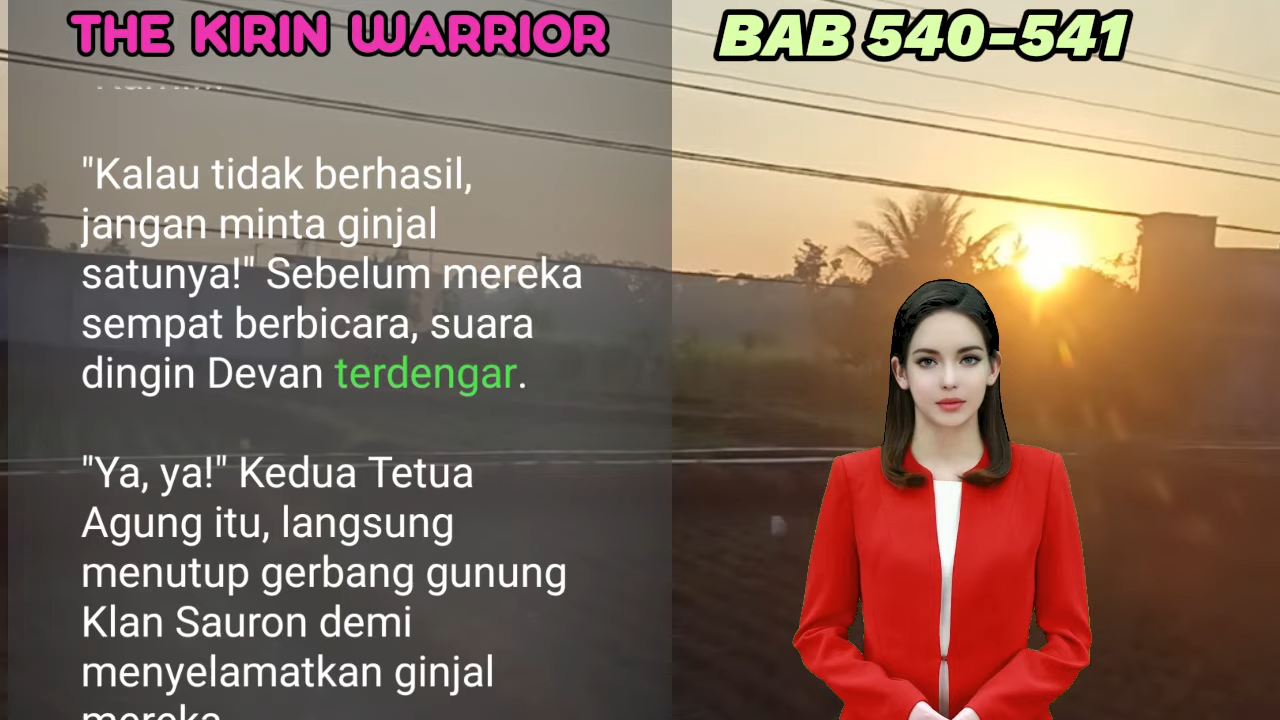 THE KIRIN WARRIOR
BAB 540-541
"Kalau tidak berhasil,
jangan minta ginjal
satunya!" Sebelum mereka
sempat berbicara, suara
dingin Devan terdengar.
"Ya, ya!" Kedua Tetua
Agung itu, langsung
menutup gerbang gunung
Klan Sauron demi
menyelamatkan ginjal